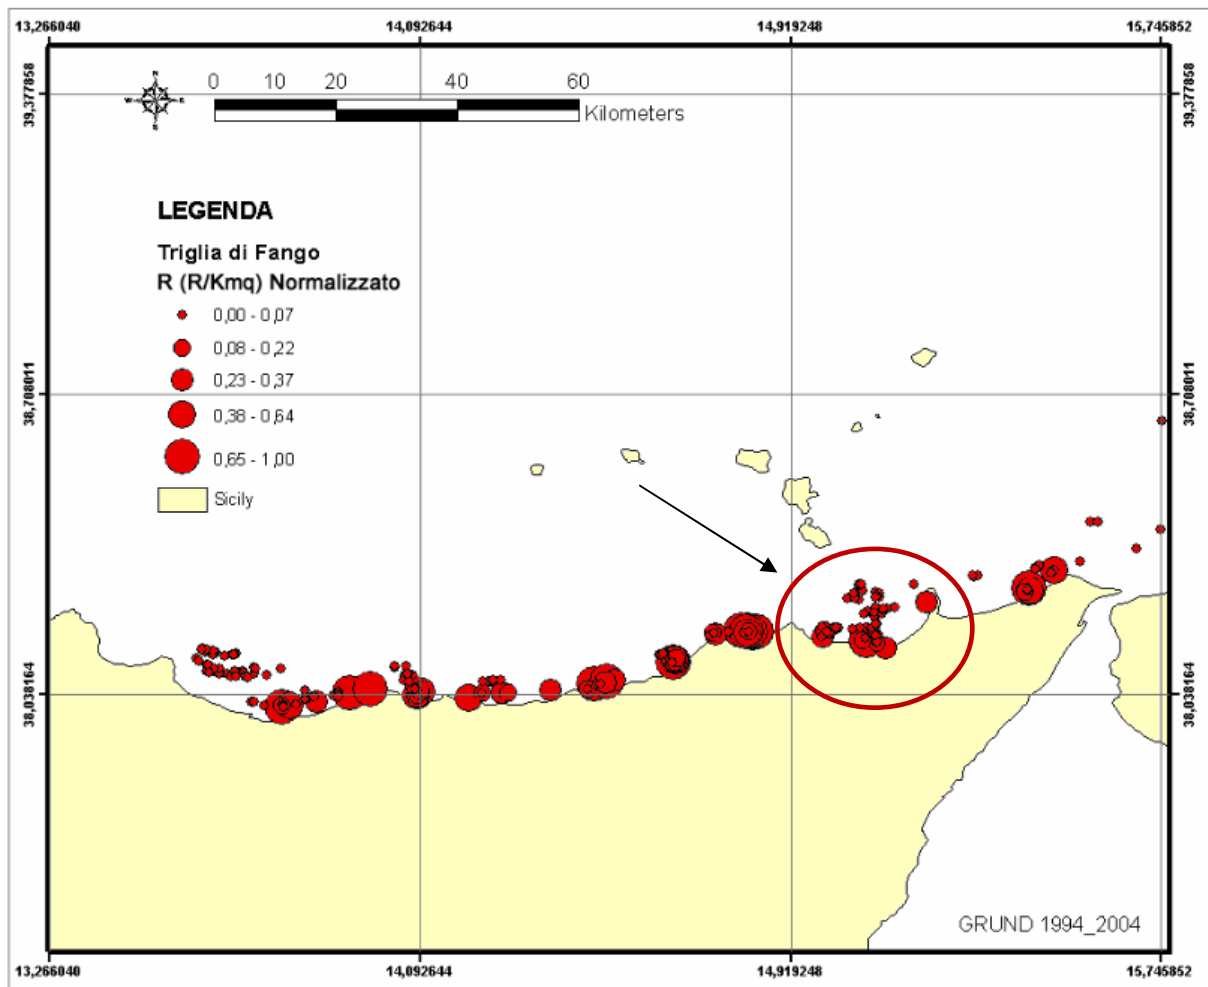 13,266040 14,092644 14,919248 15,745852
39,377858 39,377858
N
W E
S
0 10 20 40 60
Kilometers
LEGENDA
Triglia di Fango
R (R/Kmq) Normalizzato
0,00 - 0,07
0,08 - 0,22
0,23 - 0,37
0,38 - 0,64
0,65 - 1,00
Sicily
38,708011 38,708011
38,038164 38,038164
GRUND 1994_2004
13,266040 14,092644 14,919248 15,745852